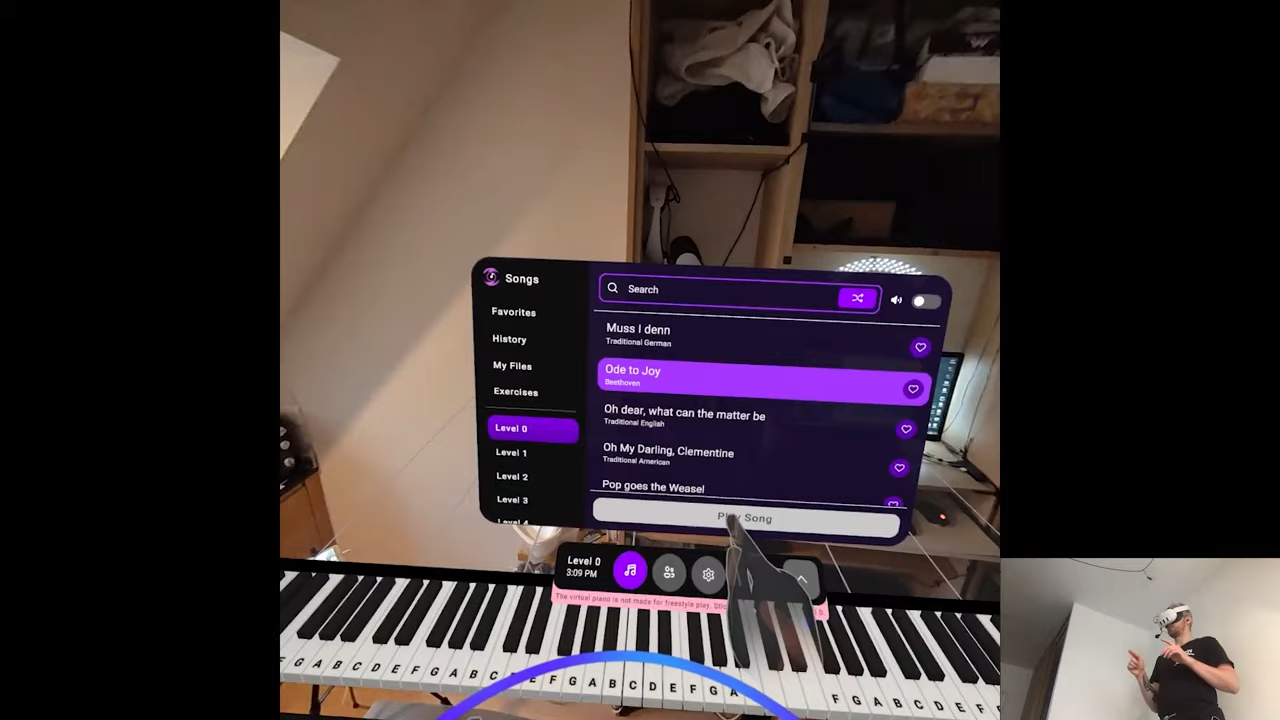 Songs
Favorites
History
My Files
Exercises
Level 0
Level 1
Level 2
Level 3
Level 4
Search
Muss I denn
Traditional German
Ode to Joy
Beethoven
Oh dear, what can the matter be
Traditional English
Oh My Darling, Clementine
Traditional American
Pop goes the Weasel
Play Song
Level 0
3:09 PM
The virtual piano is not made for freestyle play.
F G A B C D E F G A B C D E F G A B C D E F G A
F G A B C D E F